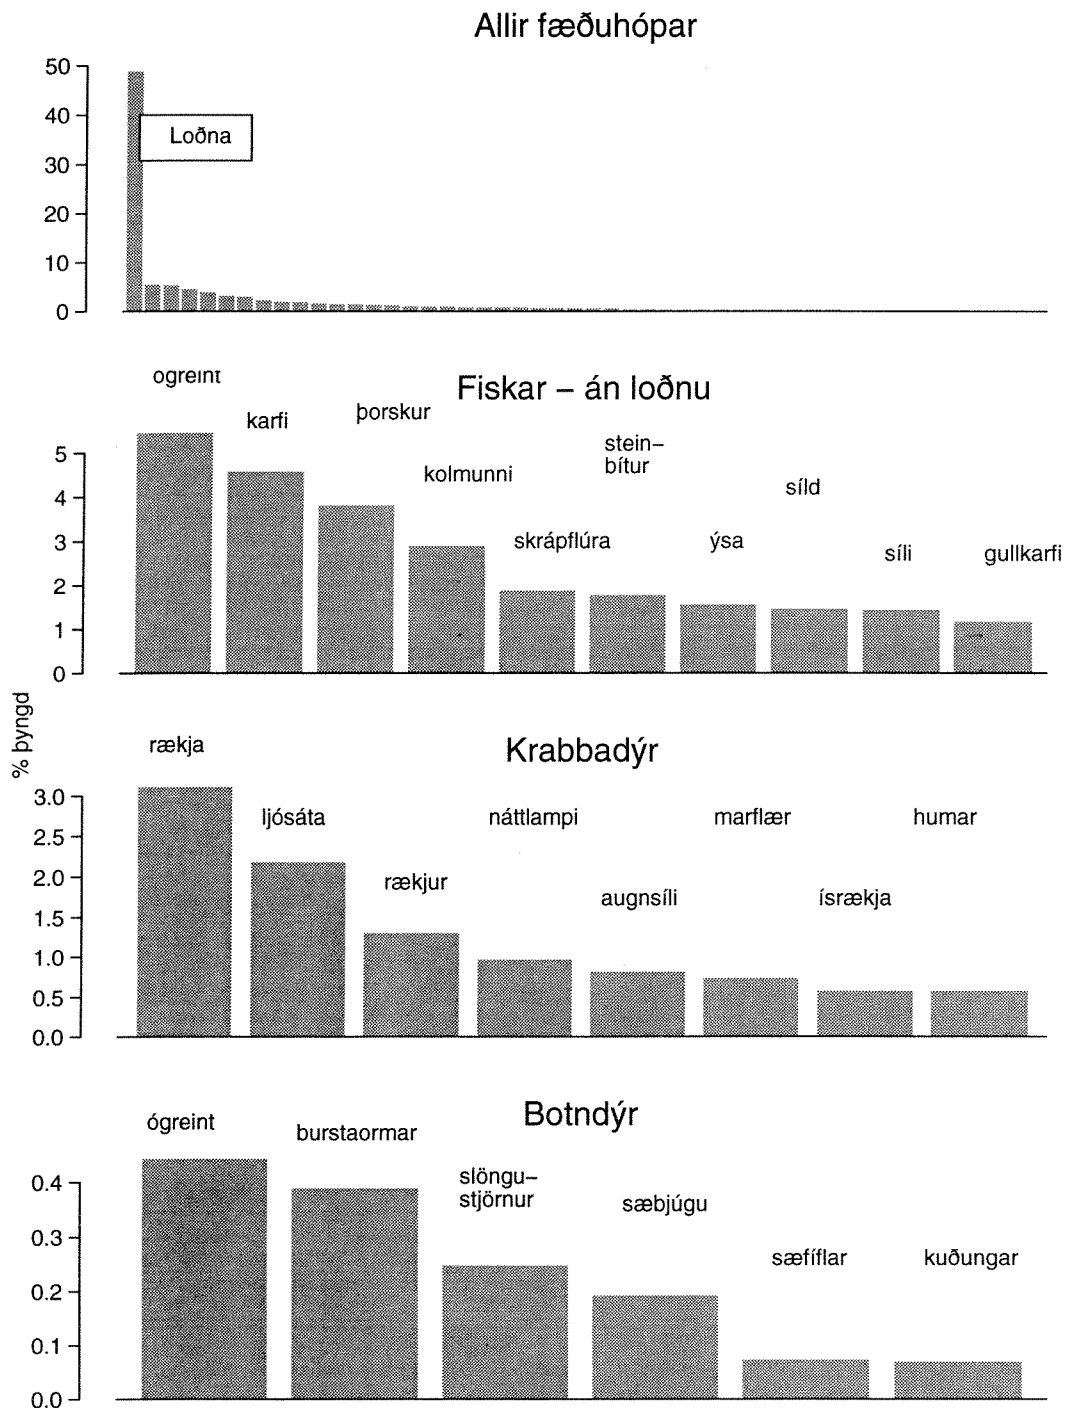 Allir fæðuhópar
50
40
30
20
10
0
Loðna
Fiskar – án loðnu
ogreint
karfi
þorskur
kolmunni
skrápflúra
stein–
bítur
ýsa
síld
síli
gullkarfi
5
4
3
2
1
0
% þyngd
Krabbadýr
rækja
ljósáta
rækjur
náttlampi
augnsíli
marflær
ísrækja
humar
3.0
2.5
2.0
1.5
1.0
0.5
0.0
Botndýr
ógreint
burstaormar
slöngu–
stjörnur
sæbjúgu
sæfíflar
kuðungar
0.4
0.3
0.2
0.1
0.0